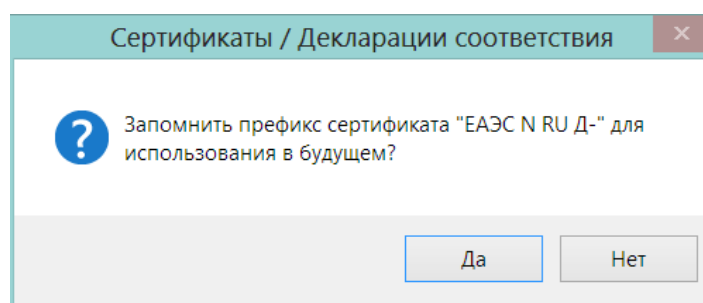 Сертификаты / Декларации соответствия
Запомнить префикс сертификата "ЕАЭС N RU Д-" для
использования в будущем?
Да
Нет